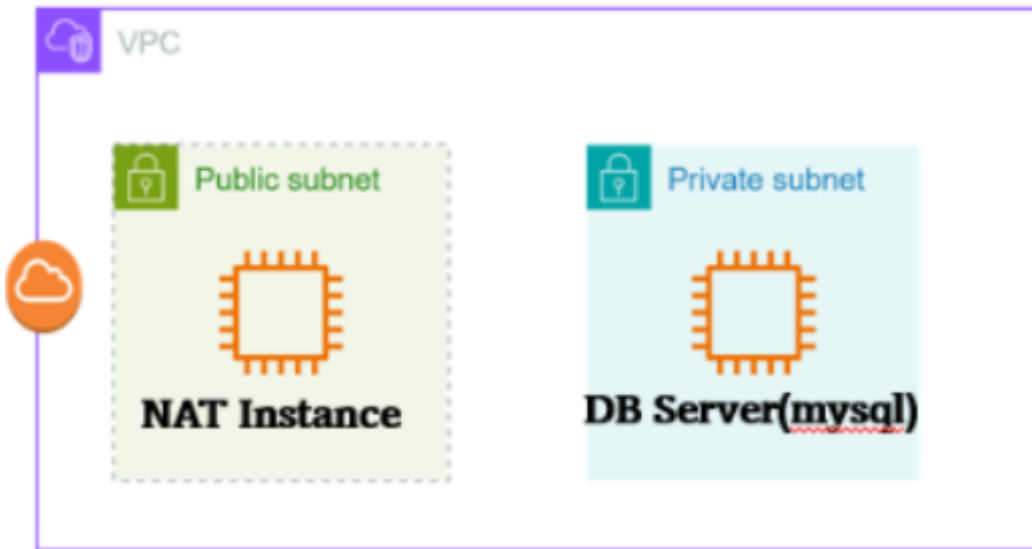 VPC
Public subnet
Private subnet
NAT Instance
DB Server(mysql)